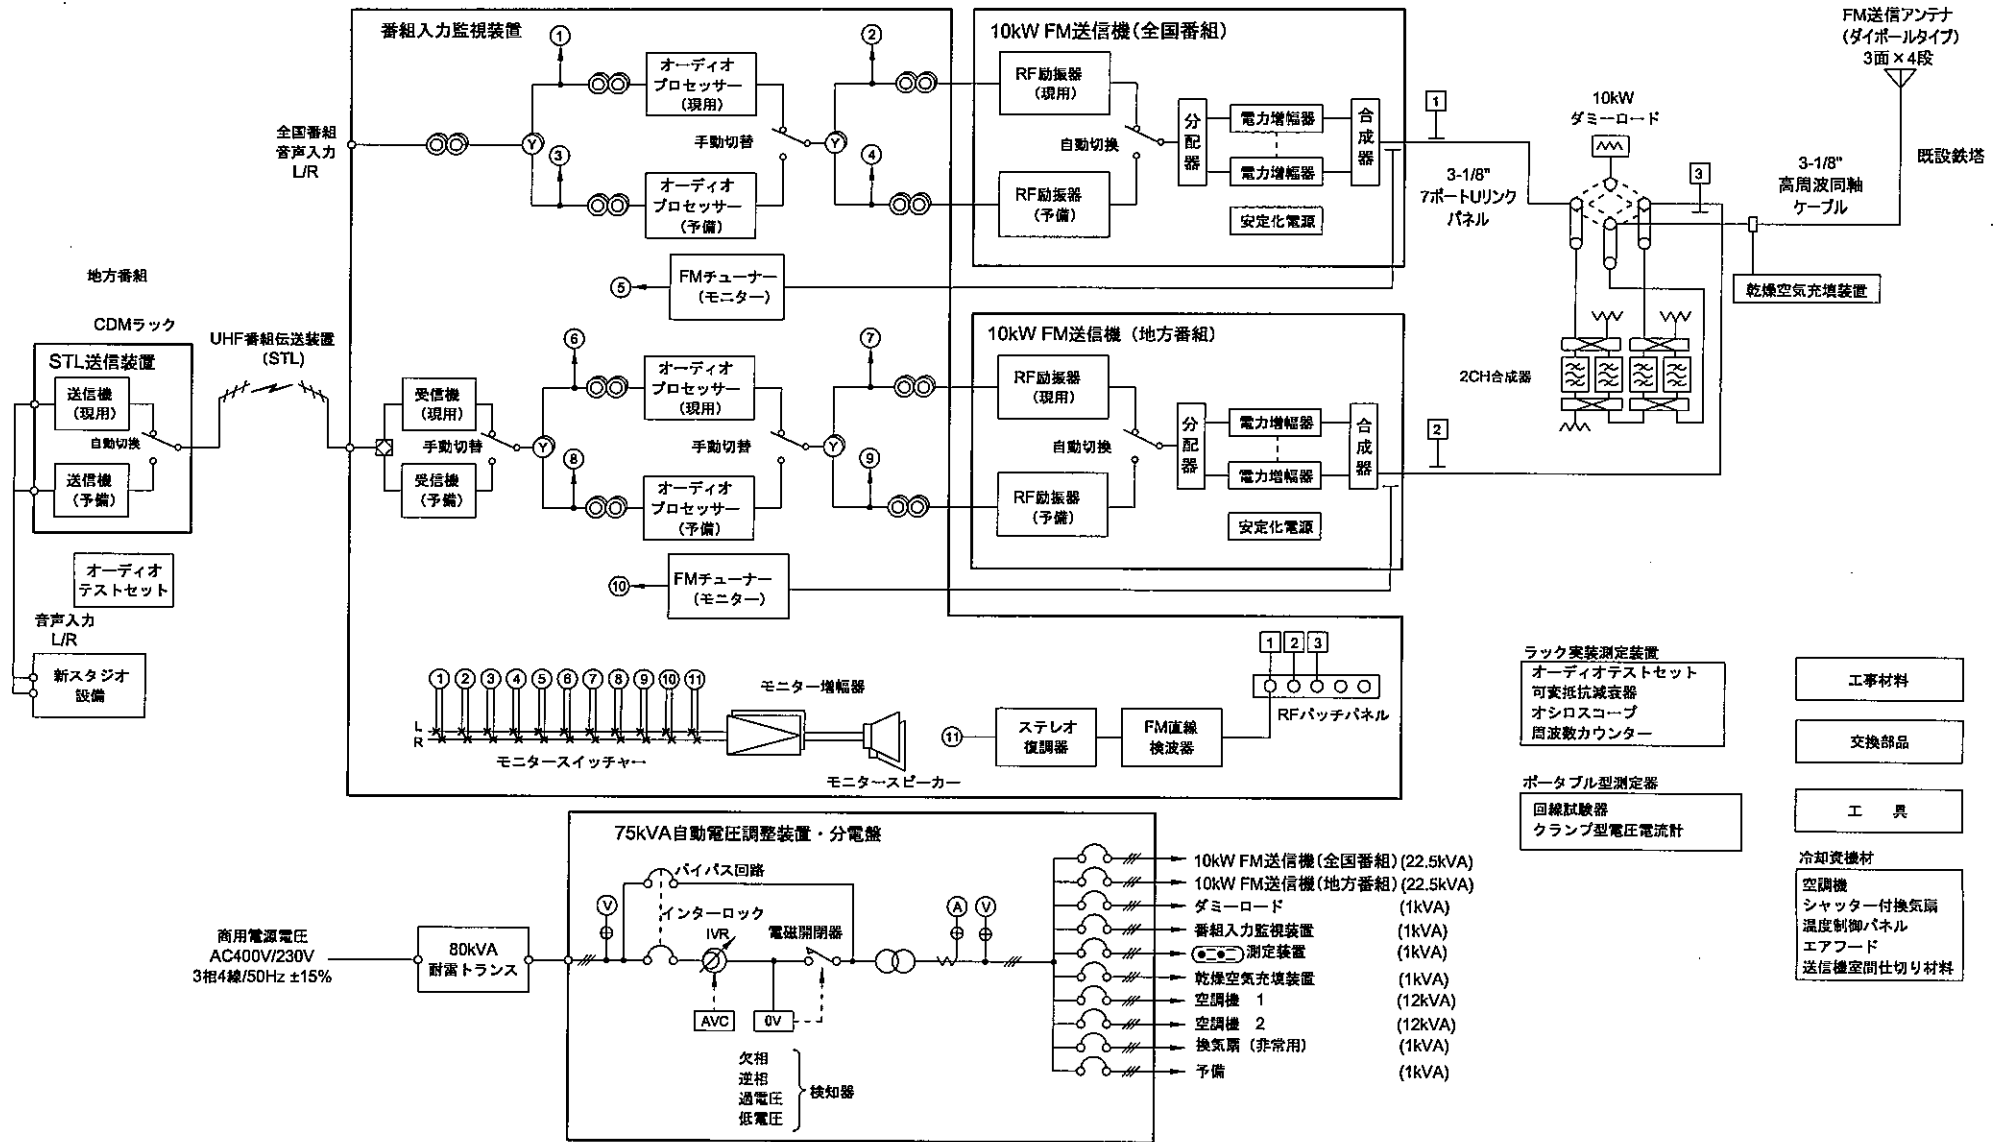 番組入力監視装置
①
②
③
④
全国番組
音声入力
L/R
オーディオ
プロセッサー
(現用)
手動切替
オーディオ
プロセッサー
(予備)
Y
Y
10kW FM送信機(全国番組)
RF励振器
(現用)
自動切換
RF励振器
(予備)
分配器
電力増幅器
電力増幅器
合成器
安定化電源
1
3-1/8"
7ポートUリンク
パネル
10kW
ダミーロード
3
FM送信アンテナ
(ダイポールタイプ)
3面×4段
3-1/8"
高周波同軸
ケーブル
既設鉄塔
乾燥空気充填装置
2CH合成器
⑤
FMチューナー
(モニター)
地方番組
CDMラック
STL送信装置
送信機
(現用)
自動切換
送信機
(予備)
UHF番組伝送装置
(STL)
オーディオ
テストセット
音声入力
L/R
新スタジオ
設備
受信機
(現用)
手動切替
受信機
(予備)
⑥
⑦
⑧
⑨
Y
Y
オーディオ
プロセッサー
(現用)
手動切替
オーディオ
プロセッサー
(予備)
10kW FM送信機 (地方番組)
RF励振器
(現用)
自動切換
RF励振器
(予備)
分配器
電力増幅器
電力増幅器
合成器
安定化電源
2
⑩
FMチューナー
(モニター)
① ② ③ ④ ⑤ ⑥ ⑦ ⑧ ⑨ ⑩ ⑪
L
R
モニタースイッチャー
モニター増幅器
モニタースピーカー
⑪
ステレオ
復調器
FM直線
検波器
1 2 3
RFパッチパネル
ラック実装測定装置
オーディオテストセット
可変抵抗減衰器
オシロスコープ
周波数カウンター
ポータブル型測定器
回線試験器
クランプ型電圧電流計
工事材料
交換部品
工 具
冷却資機材
空調機
シャッター付換気扇
温度制御パネル
エアフード
送信機室間仕切り材料
75kVA自動電圧調整装置・分電盤
バイパス回路
インターロック
IVR
電磁開閉器
V
A
V
商用電源電圧
AC400V/230V
3相4線/50Hz ±15%
80kVA
耐雷トランス
AVC
0V
欠相
逆相
過電圧
低電圧
検知器
10kW FM送信機(全国番組)(22.5kVA)
10kW FM送信機(地方番組)(22.5kVA)
ダミーロード (1kVA)
番組入力監視装置 (1kVA)
測定装置 (1kVA)
乾燥空気充填装置 (1kVA)
空調機 1 (12kVA)
空調機 2 (12kVA)
換気扇 (非常用) (1kVA)
予備 (1kVA)